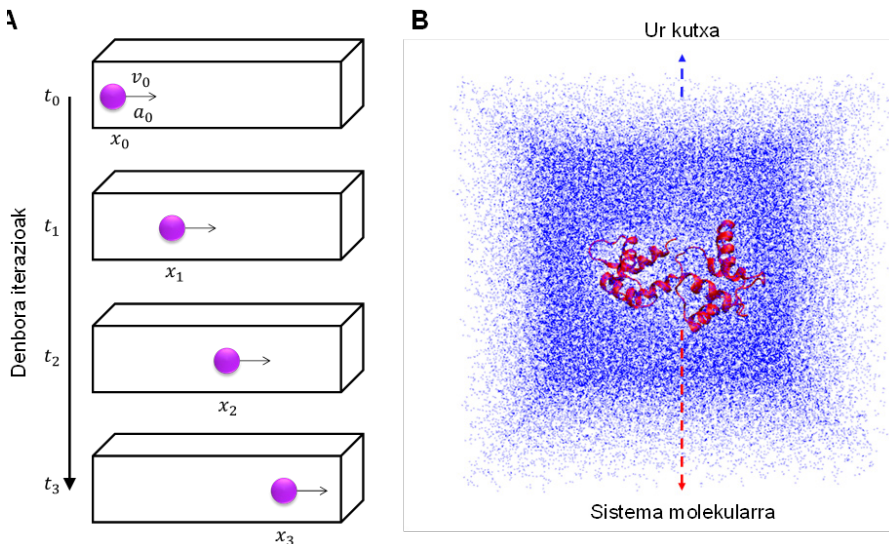 A
B
Ur kutxa
t₀
v₀
a₀
x₀
t₁
x₁
Denbora iterazioak
t₂
x₂
t₃
x₃
Sistema molekularra